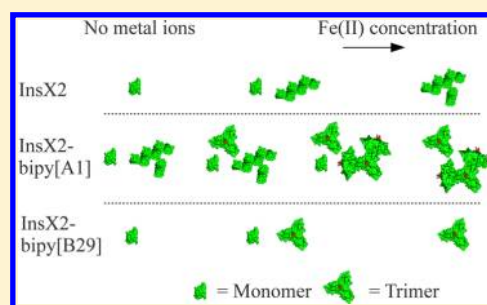 No metal ions Fe(II) concentration
InsX2
InsX2-
bipy[A1]
InsX2-
bipy[B29]
= Monomer = Trimer